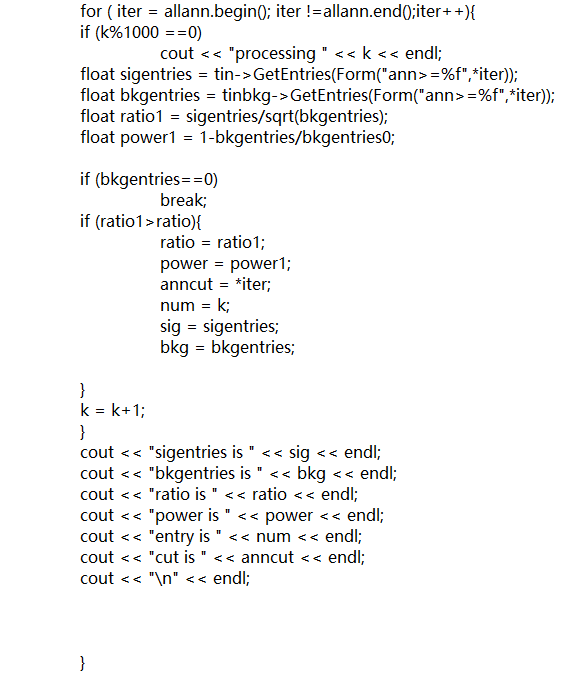 for ( iter = allann.begin(); iter !=allann.end();iter++){
if (k%1000 ==0)
cout << "processing " << k << endl;
float sigentries = tin->GetEntries(Form("ann>=%f",*iter));
float bkgentries = tinbkg->GetEntries(Form("ann>=%f",*iter));
float ratio1 = sigentries/sqrt(bkgentries);
float power1 = 1-bkgentries/bkgentries0;
if (bkgentries==0)
break;
if (ratio1>ratio){
ratio = ratio1;
power = power1;
anncut = *iter;
num = k;
sig = sigentries;
bkg = bkgentries;
}
k = k+1;
}
cout << "sigentries is " << sig << endl;
cout << "bkgentries is " << bkg << endl;
cout << "ratio is " << ratio << endl;
cout << "power is " << power << endl;
cout << "entry is " << num << endl;
cout << "cut is " << anncut << endl;
cout << "\n" << endl;
}